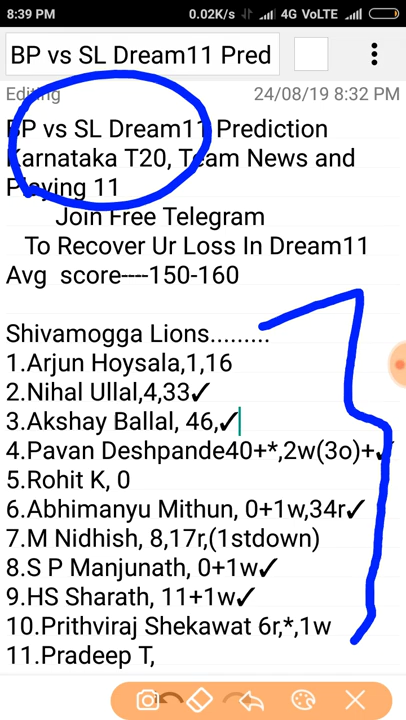 8:39 PM 0.02K/s 4G VoLTE
BP vs SL Dream11 Pred
Editing 24/08/19 8:32 PM
BP vs SL Dream11 Prediction
Karnataka T20, Team News and
Playing 11
Join Free Telegram
To Recover Ur Loss In Dream11
Avg score----150-160
Shivamogga Lions.........
1.Arjun Hoysala,1,16
2.Nihal Ullal,4,33✓
3.Akshay Ballal, 46,✓
4.Pavan Deshpande40+*,2w(3o)+✓
5.Rohit K, 0
6.Abhimanyu Mithun, 0+1w,34r✓
7.M Nidhish, 8,17r,(1stdown)
8.S P Manjunath, 0+1w✓
9.HS Sharath, 11+1w✓
10.Prithviraj Shekawat 6r,*,1w
11.Pradeep T,